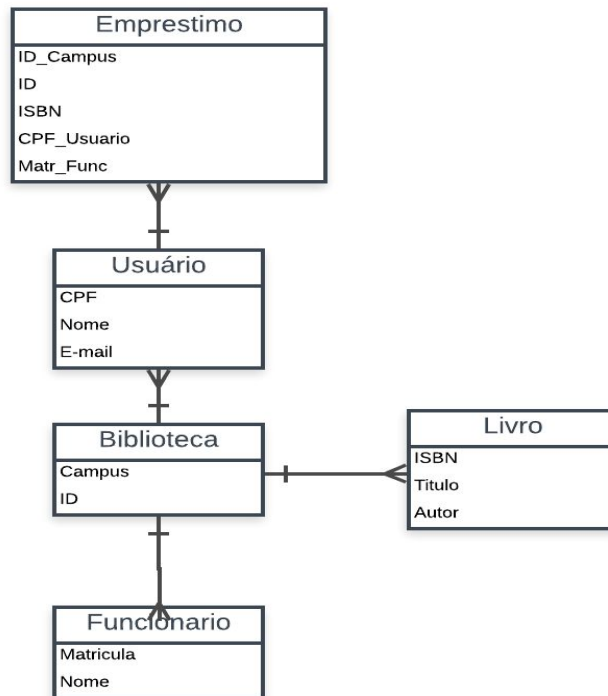 Emprestimo
ID_Campus
ID
ISBN
CPF_Usuario
Matr_Func
Usuário
CPF
Nome
E-mail
Biblioteca
Campus
ID
Livro
ISBN
Titulo
Autor
Funcionario
Matricula
Nome